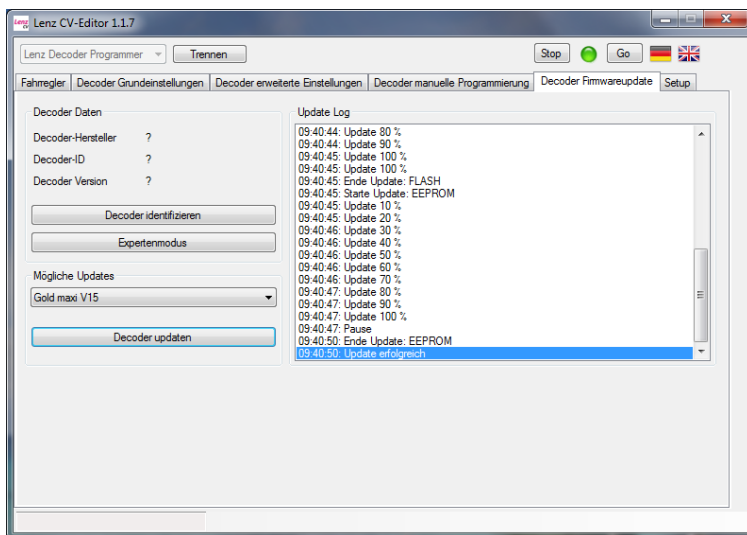 Lenz CV Lenz CV-Editor 1.1.7
Lenz Decoder Programmer Trennen Stop Go
Fahrregler Decoder Grundeinstellungen Decoder erweiterte Einstellungen Decoder manuelle Programmierung Decoder Firmwareupdate Setup
Decoder Daten
Decoder-Hersteller ?
Decoder-ID ?
Decoder Version ?
Decoder identifizieren
Expertenmodus
Mögliche Updates
Gold maxi V15
Decoder updaten
Update Log
09:40:44: Update 80 %
09:40:44: Update 90 %
09:40:45: Update 100 %
09:40:45: Update 100 %
09:40:45: Ende Update: FLASH
09:40:45: Starte Update: EEPROM
09:40:45: Update 10 %
09:40:45: Update 20 %
09:40:46: Update 30 %
09:40:46: Update 40 %
09:40:46: Update 50 %
09:40:46: Update 60 %
09:40:46: Update 70 %
09:40:47: Update 80 %
09:40:47: Update 90 %
09:40:47: Update 100 %
09:40:47: Pause
09:40:50: Ende Update: EEPROM
09:40:50: Update erfolgreich